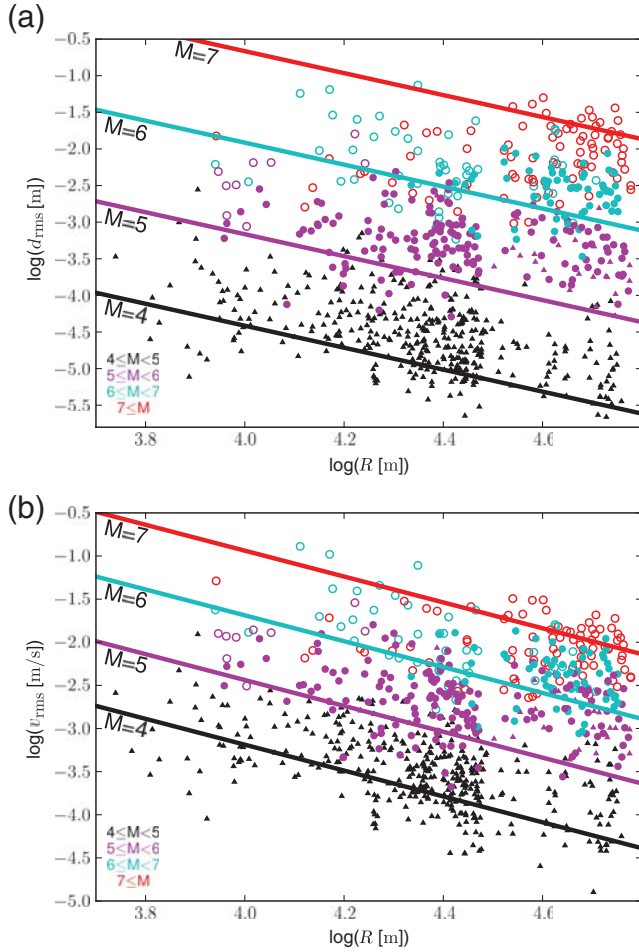 (a)
−0.5
−1.0
−1.5
−2.0
−2.5
−3.0
−3.5
−4.0
−4.5
−5.0
−5.5
log(d_rms [m])
M=7
M=6
M=5
M=4
4≤M<5
5≤M<6
6≤M<7
7≤M
3.8 4.0 4.2 4.4 4.6
log(R [m])
(b)
−0.5
−1.0
−1.5
−2.0
−2.5
−3.0
−3.5
−4.0
−4.5
−5.0
log(v_rms [m/s])
M=7
M=6
M=5
M=4
4≤M<5
5≤M<6
6≤M<7
7≤M
3.8 4.0 4.2 4.4 4.6
log(R [m])